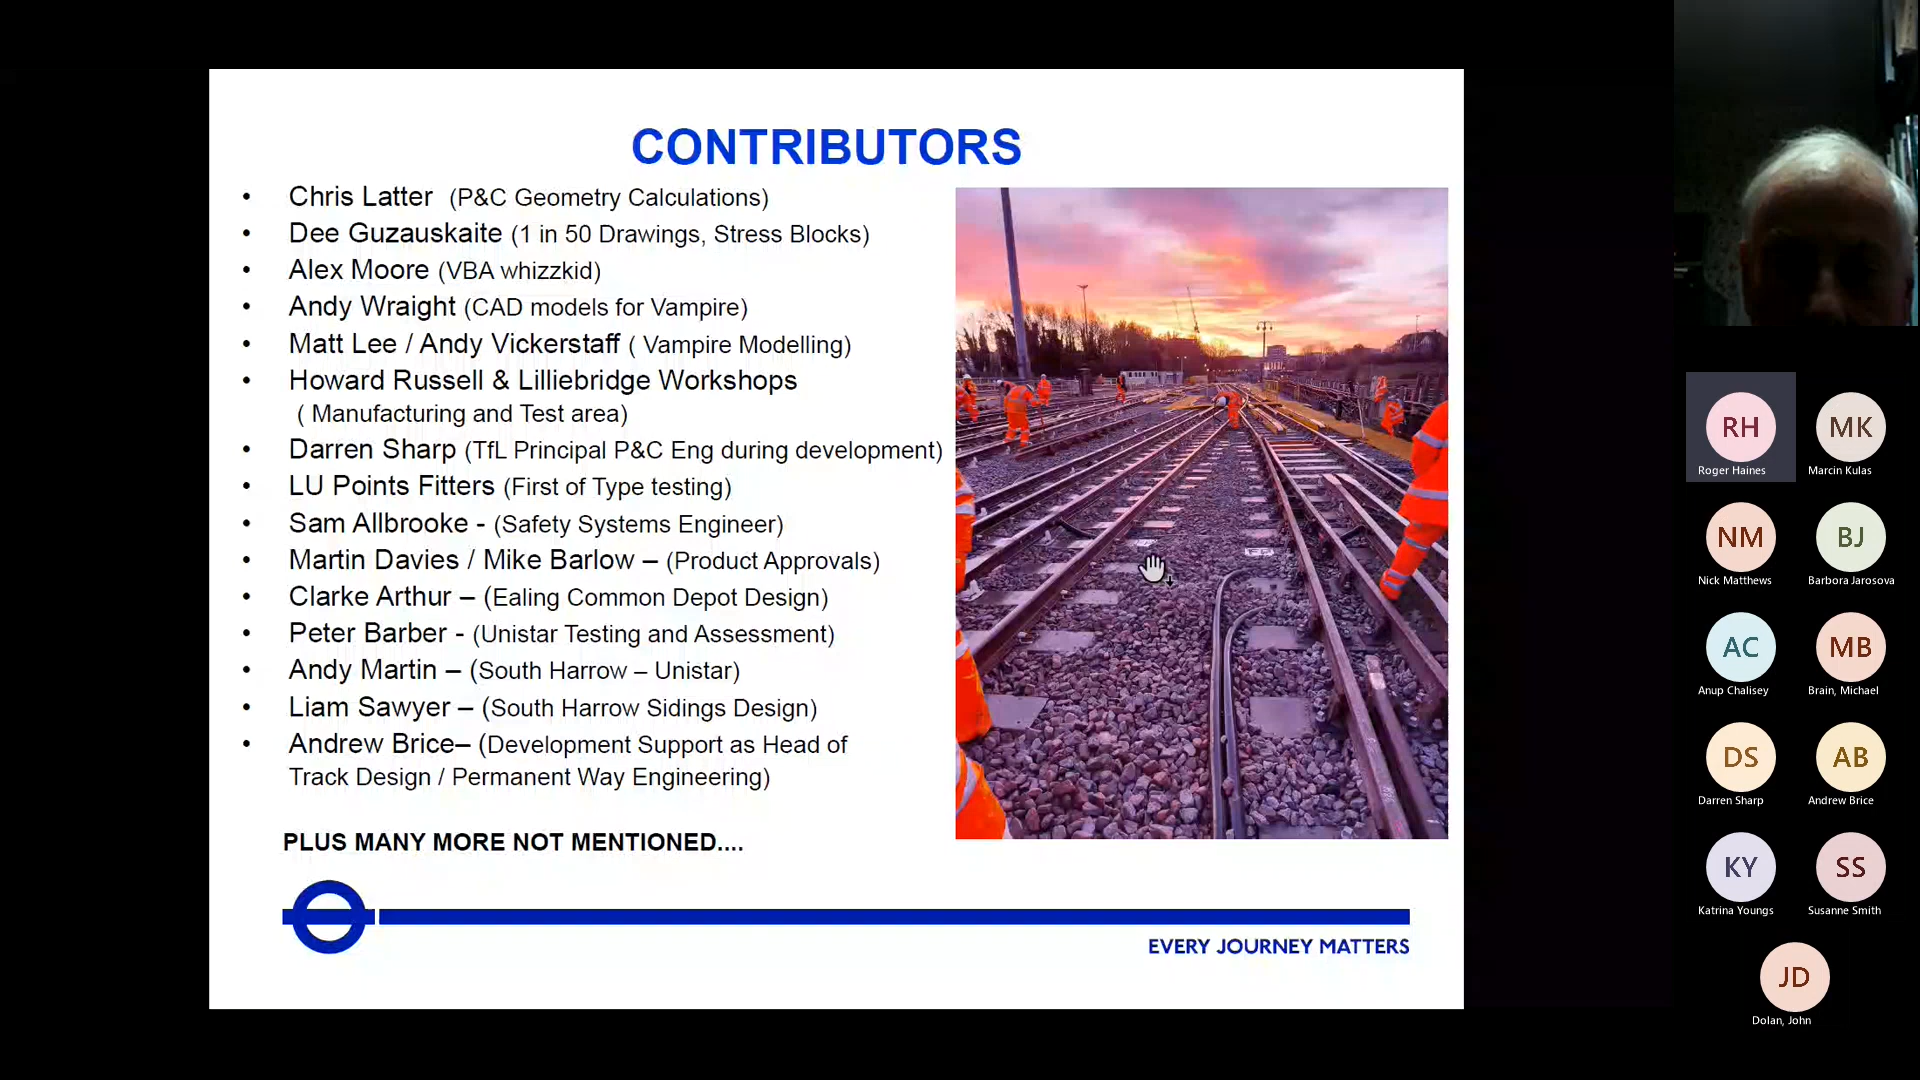 CONTRIBUTORS
• Chris Latter (P&C Geometry Calculations)
• Dee Guzauskaite (1 in 50 Drawings, Stress Blocks)
• Alex Moore (VBA whizzkid)
• Andy Wraight (CAD models for Vampire)
• Matt Lee / Andy Vickerstaff ( Vampire Modelling)
• Howard Russell & Lilliebridge Workshops
( Manufacturing and Test area)
• Darren Sharp (TfL Principal P&C Eng during development)
• LU Points Fitters (First of Type testing)
• Sam Allbrooke - (Safety Systems Engineer)
• Martin Davies / Mike Barlow – (Product Approvals)
• Clarke Arthur – (Ealing Common Depot Design)
• Peter Barber - (Unistar Testing and Assessment)
• Andy Martin – (South Harrow – Unistar)
• Liam Sawyer – (South Harrow Sidings Design)
• Andrew Brice– (Development Support as Head of
Track Design / Permanent Way Engineering)
PLUS MANY MORE NOT MENTIONED....
EVERY JOURNEY MATTERS
RH
Roger Haines
MK
Marcin Kulas
NM
Nick Matthews
BJ
Barbora Jarosova
AC
Anup Chalisey
MB
Brain, Michael
DS
Darren Sharp
AB
Andrew Brice
KY
Katrina Youngs
SS
Susanne Smith
JD
Dolan, John